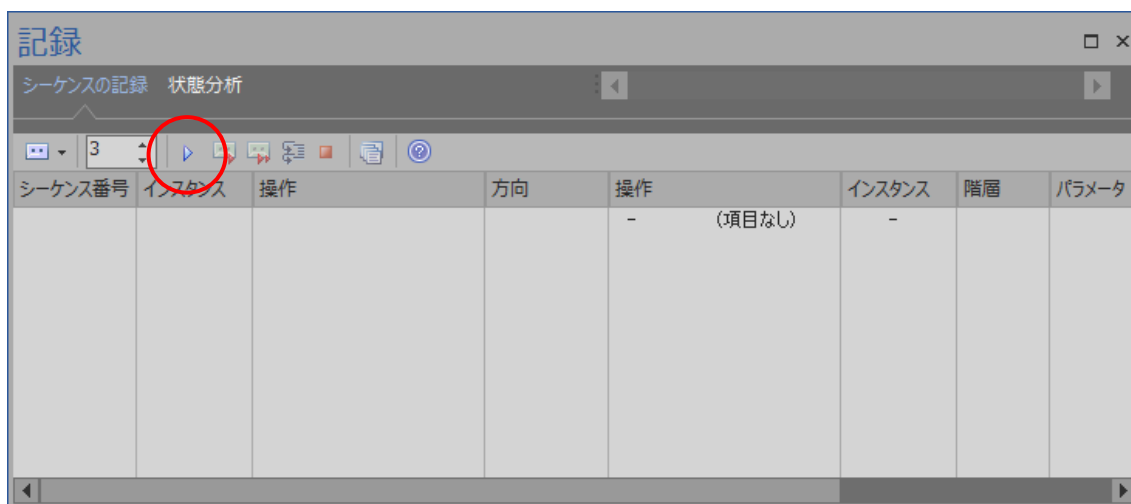 記録
シーケンスの記録 状態分析
3
シーケンス番号 インスタンス 操作 方向 操作 インスタンス 階層 パラメータ
- (項目なし) -